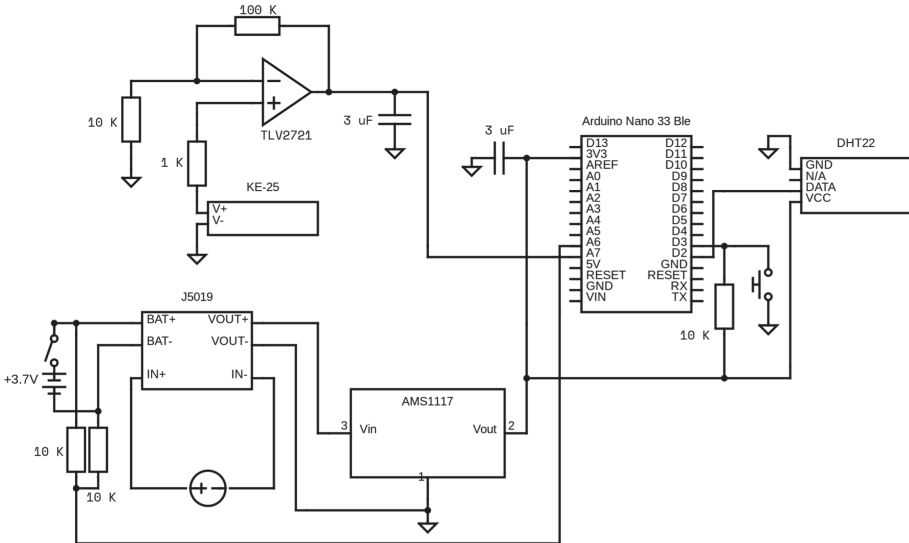 100 K
10 K
TLV2721
1 K
3 uF
KE-25
V+
V-
3 uF
Arduino Nano 33 Ble
D13
3V3
AREF
A0
A1
A2
A3
A4
A5
A6
A7
5V
RESET
GND
VIN
D12
D11
D10
D9
D8
D7
D6
D5
D4
D3
D2
GND
RESET
RX
TX
DHT22
GND
N/A
DATA
VCC
10 K
J5019
BAT+ VOUT+
BAT- VOUT-
IN+ IN-
+3.7V
10 K
10 K
AMS1117
3 Vin Vout 2
1